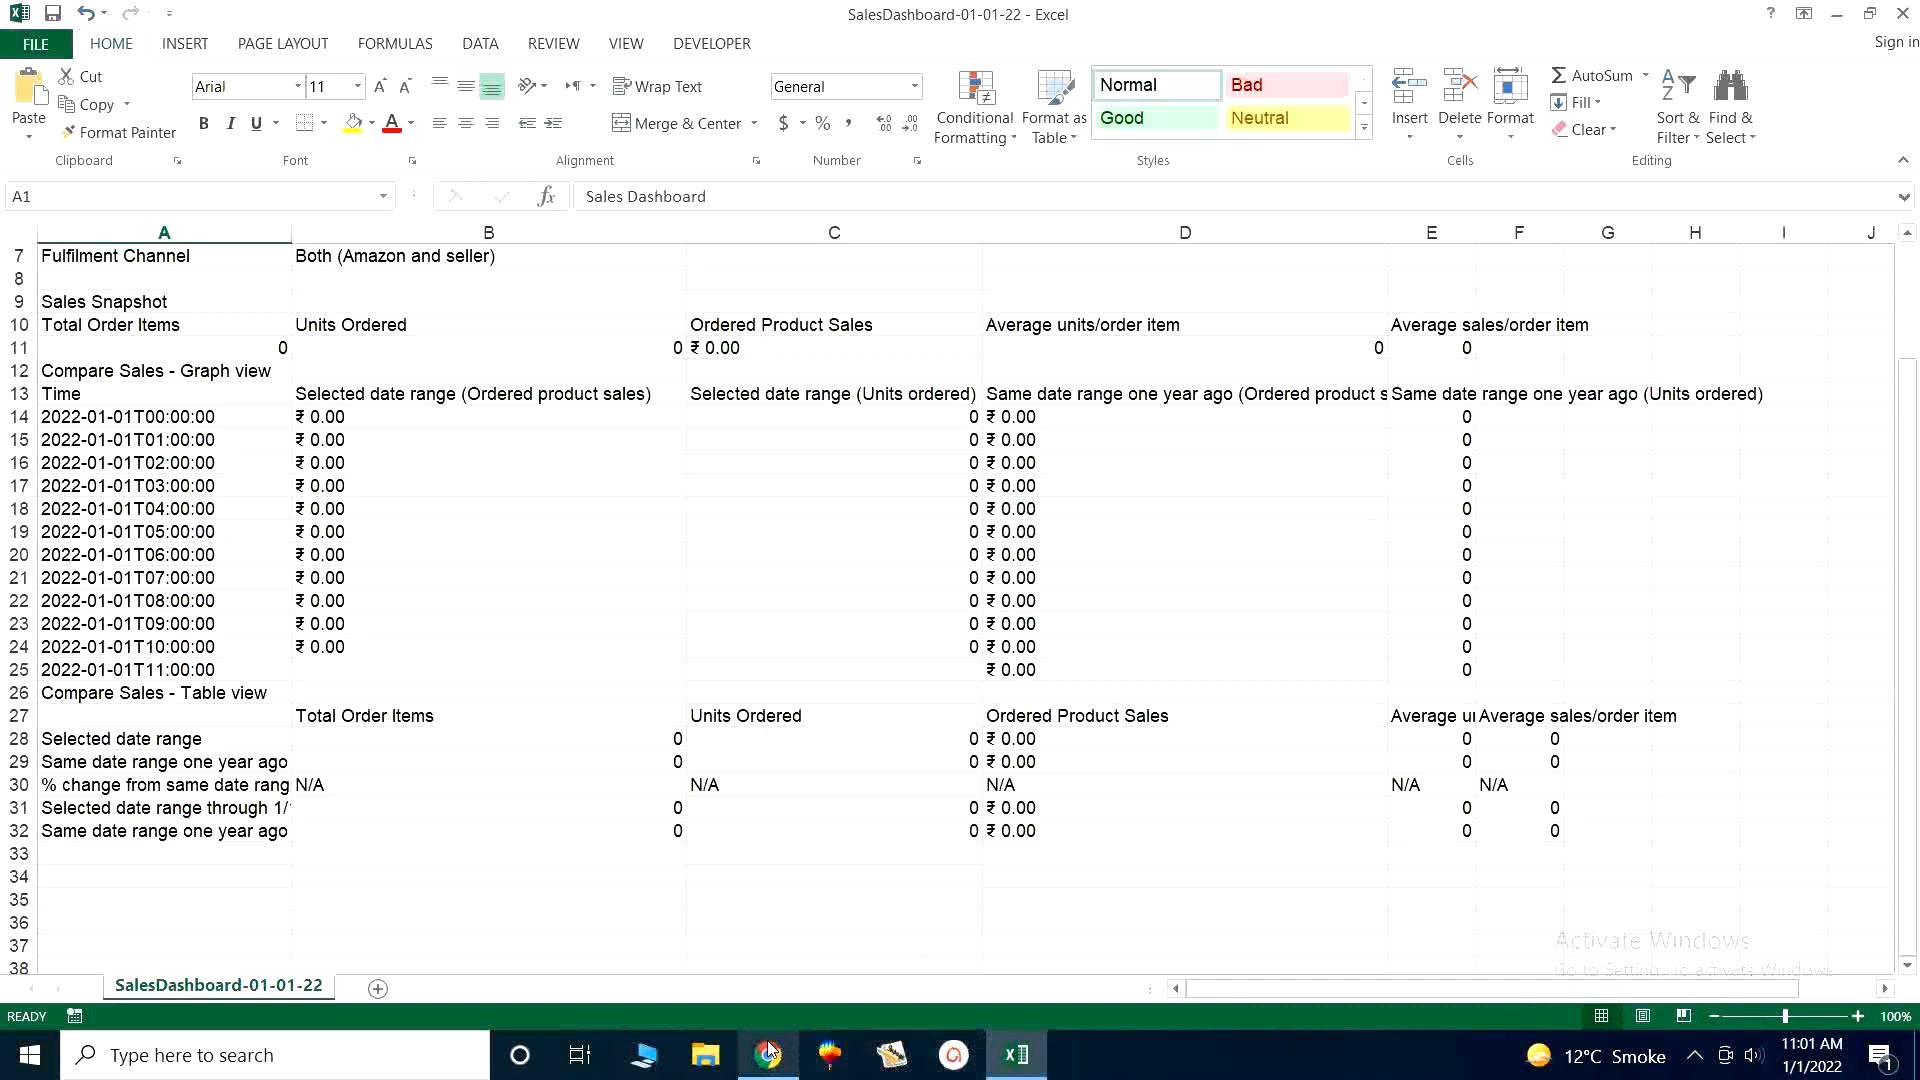 SalesDashboard-01-01-22 - Excel
FILE HOME INSERT PAGE LAYOUT FORMULAS DATA REVIEW VIEW DEVELOPER Sign in
Paste Cut Copy Format Painter
Clipboard
Arial 11
B I U
Font
Wrap Text
Merge & Center
Alignment
General
$ % ,
Number
Conditional Formatting
Format as Table
Normal Bad
Good Neutral
Styles
Insert Delete Format
Cells
AutoSum
Fill
Clear
Sort & Filter
Find & Select
Editing
A1 fx Sales Dashboard
A B C D E F G H I J
7 Fulfilment Channel Both (Amazon and seller)
8
9 Sales Snapshot
10 Total Order Items Units Ordered Ordered Product Sales Average units/order item Average sales/order item
11 0 0 ₹ 0.00 0 0
12 Compare Sales - Graph view
13 Time Selected date range (Ordered product sales) Selected date range (Units ordered) Same date range one year ago (Ordered product s Same date range one year ago (Units ordered)
14 2022-01-01T00:00:00 ₹ 0.00 0 ₹ 0.00 0
15 2022-01-01T01:00:00 ₹ 0.00 0 ₹ 0.00 0
16 2022-01-01T02:00:00 ₹ 0.00 0 ₹ 0.00 0
17 2022-01-01T03:00:00 ₹ 0.00 0 ₹ 0.00 0
18 2022-01-01T04:00:00 ₹ 0.00 0 ₹ 0.00 0
19 2022-01-01T05:00:00 ₹ 0.00 0 ₹ 0.00 0
20 2022-01-01T06:00:00 ₹ 0.00 0 ₹ 0.00 0
21 2022-01-01T07:00:00 ₹ 0.00 0 ₹ 0.00 0
22 2022-01-01T08:00:00 ₹ 0.00 0 ₹ 0.00 0
23 2022-01-01T09:00:00 ₹ 0.00 0 ₹ 0.00 0
24 2022-01-01T10:00:00 ₹ 0.00 0 ₹ 0.00 0
25 2022-01-01T11:00:00 ₹ 0.00 0
26 Compare Sales - Table view
27 Total Order Items Units Ordered Ordered Product Sales Average u Average sales/order item
28 Selected date range 0 0 ₹ 0.00 0 0
29 Same date range one year ago 0 0 ₹ 0.00 0 0
30 % change from same date rang N/A N/A N/A N/A N/A
31 Selected date range through 1/ 0 0 ₹ 0.00 0 0
32 Same date range one year ago 0 0 ₹ 0.00 0 0
33
34
35
36
37
38
Activate Windows
Go to Settings to activate Windows.
SalesDashboard-01-01-22
READY 100%
Type here to search 12°C Smoke 11:01 AM
1/1/2022 1